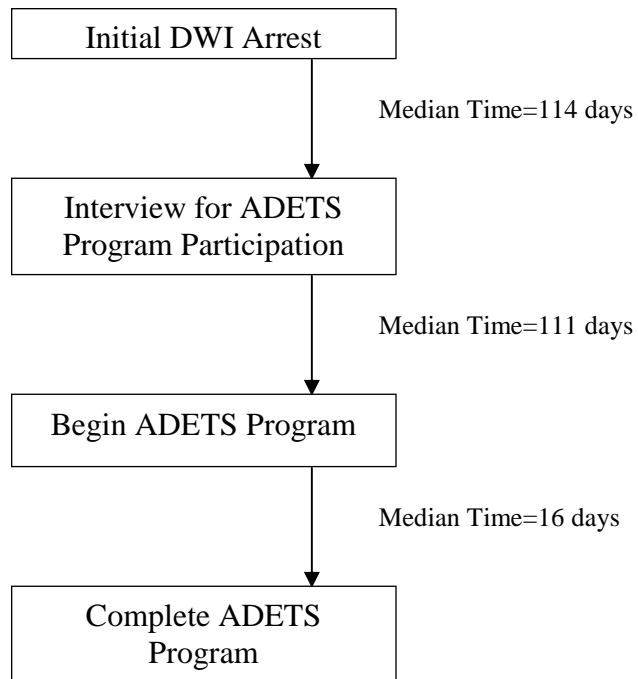 Initial DWI Arrest
Median Time=114 days
Interview for ADETS
Program Participation
Median Time=111 days
Begin ADETS Program
Median Time=16 days
Complete ADETS
Program